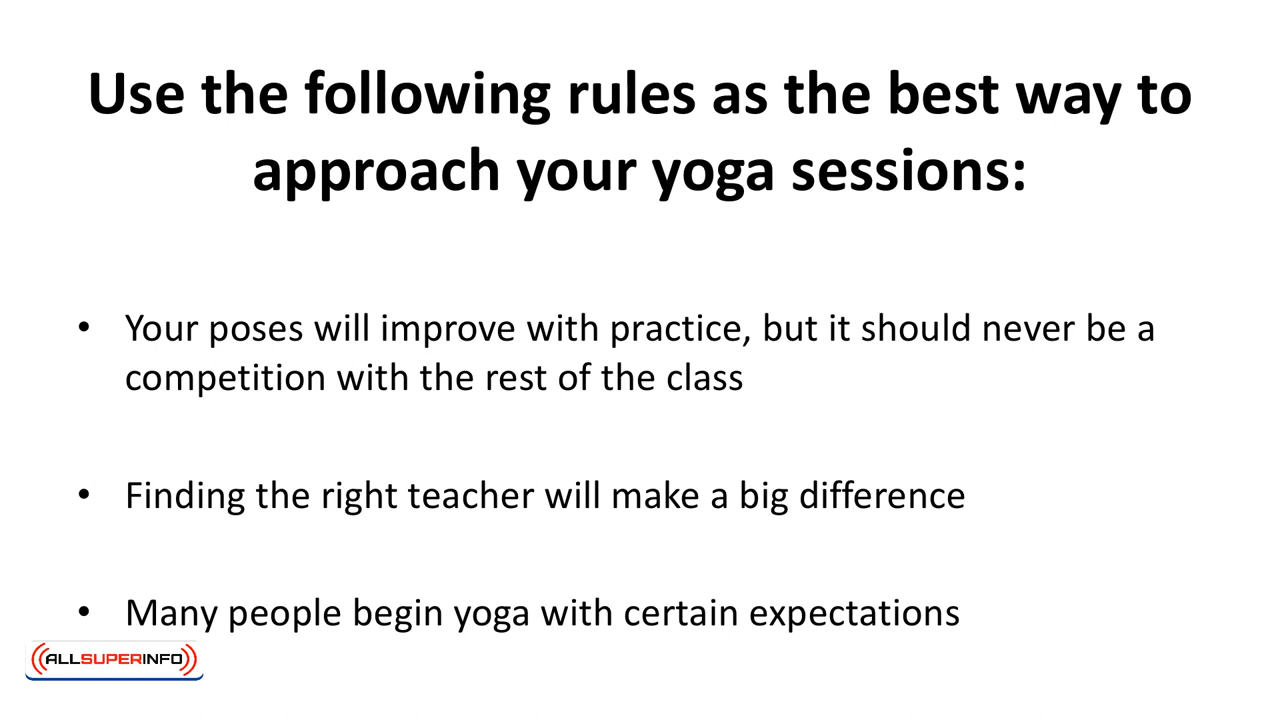 Use the following rules as the best way to
approach your yoga sessions:
• Your poses will improve with practice, but it should never be a
competition with the rest of the class
• Finding the right teacher will make a big difference
• Many people begin yoga with certain expectations
ALLSUPERINFO